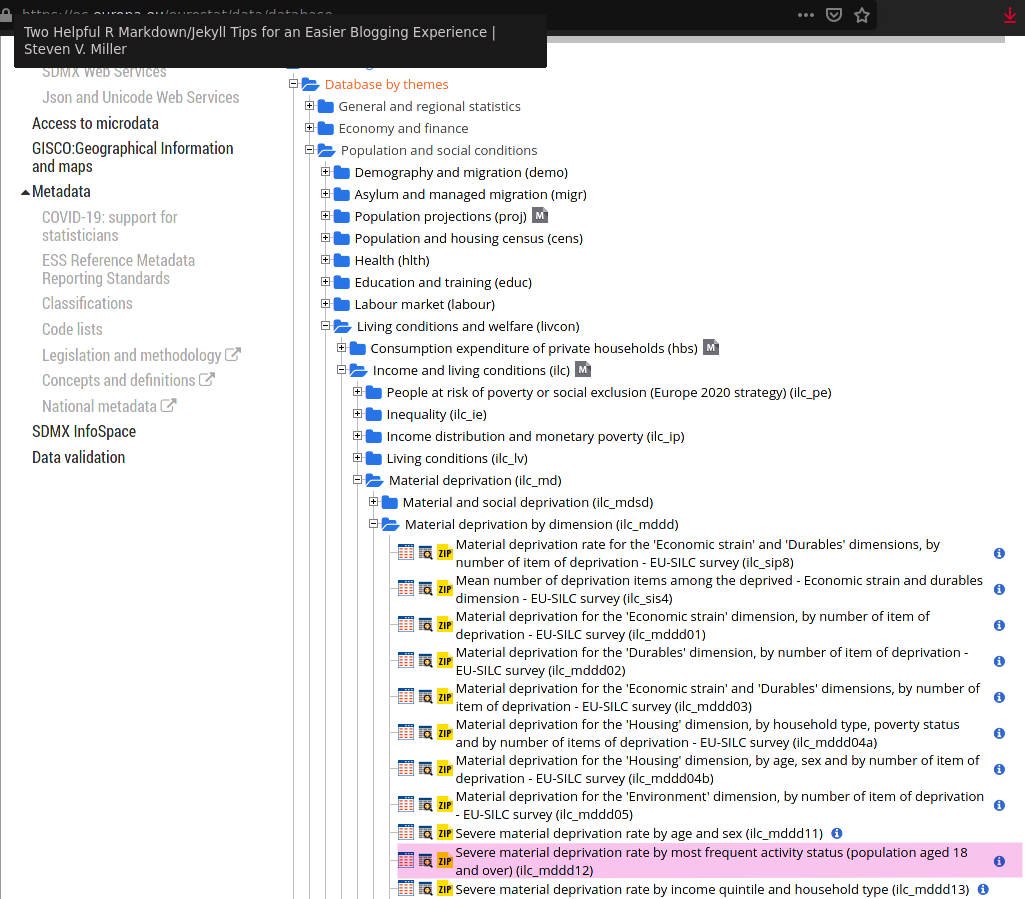 Two Helpful R Markdown/Jekyll Tips for an Easier Blogging Experience |
Steven V. Miller
SDMX Web Services
Json and Unicode Web Services
Access to microdata
GISCO:Geographical Information
and maps
Metadata
COVID-19: support for
statisticians
ESS Reference Metadata
Reporting Standards
Classifications
Code lists
Legislation and methodology
Concepts and definitions
National metadata
SDMX InfoSpace
Data validation
Database by themes
General and regional statistics
Economy and finance
Population and social conditions
Demography and migration (demo)
Asylum and managed migration (migr)
Population projections (proj) M
Population and housing census (cens)
Health (hlth)
Education and training (educ)
Labour market (labour)
Living conditions and welfare (livcon)
Consumption expenditure of private households (hbs) M
Income and living conditions (ilc) M
People at risk of poverty or social exclusion (Europe 2020 strategy) (ilc_pe)
Inequality (ilc_ie)
Income distribution and monetary poverty (ilc_ip)
Living conditions (ilc_lv)
Material deprivation (ilc_md)
Material and social deprivation (ilc_mdsd)
Material deprivation by dimension (ilc_mddd)
ZIP Material deprivation rate for the 'Economic strain' and 'Durables' dimensions, by
number of item of deprivation - EU-SILC survey (ilc_sip8)
ZIP Mean number of deprivation items among the deprived - Economic strain and durables
dimension - EU-SILC survey (ilc_sis4)
ZIP Material deprivation for the 'Economic strain' dimension, by number of item of
deprivation - EU-SILC survey (ilc_mddd01)
ZIP Material deprivation for the 'Durables' dimension, by number of item of deprivation -
EU-SILC survey (ilc_mddd02)
ZIP Material deprivation for the 'Economic strain' and 'Durables' dimensions, by number of
item of deprivation - EU-SILC survey (ilc_mddd03)
ZIP Material deprivation for the 'Housing' dimension, by household type, poverty status
and by number of items of deprivation - EU-SILC survey (ilc_mddd04a)
ZIP Material deprivation for the 'Housing' dimension, by age, sex and by number of item of
deprivation - EU-SILC survey (ilc_mddd04b)
ZIP Material deprivation for the 'Environment' dimension, by number of item of deprivation
- EU-SILC survey (ilc_mddd05)
ZIP Severe material deprivation rate by age and sex (ilc_mddd11)
ZIP Severe material deprivation rate by most frequent activity status (population aged 18
and over) (ilc_mddd12)
ZIP Severe material deprivation rate by income quintile and household type (ilc_mddd13)